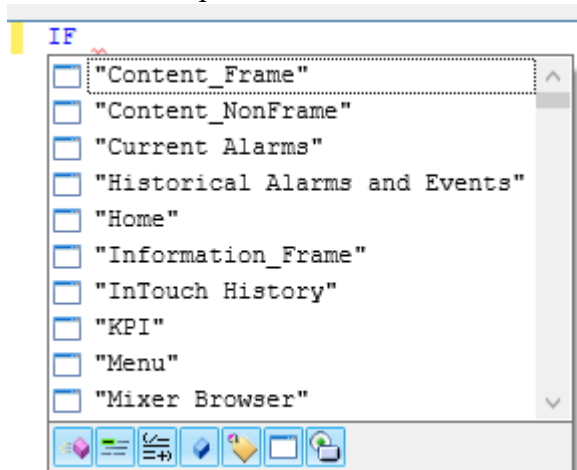 IF
"Content_Frame"
"Content_NonFrame"
"Current Alarms"
"Historical Alarms and Events"
"Home"
"Information_Frame"
"InTouch History"
"KPI"
"Menu"
"Mixer Browser"